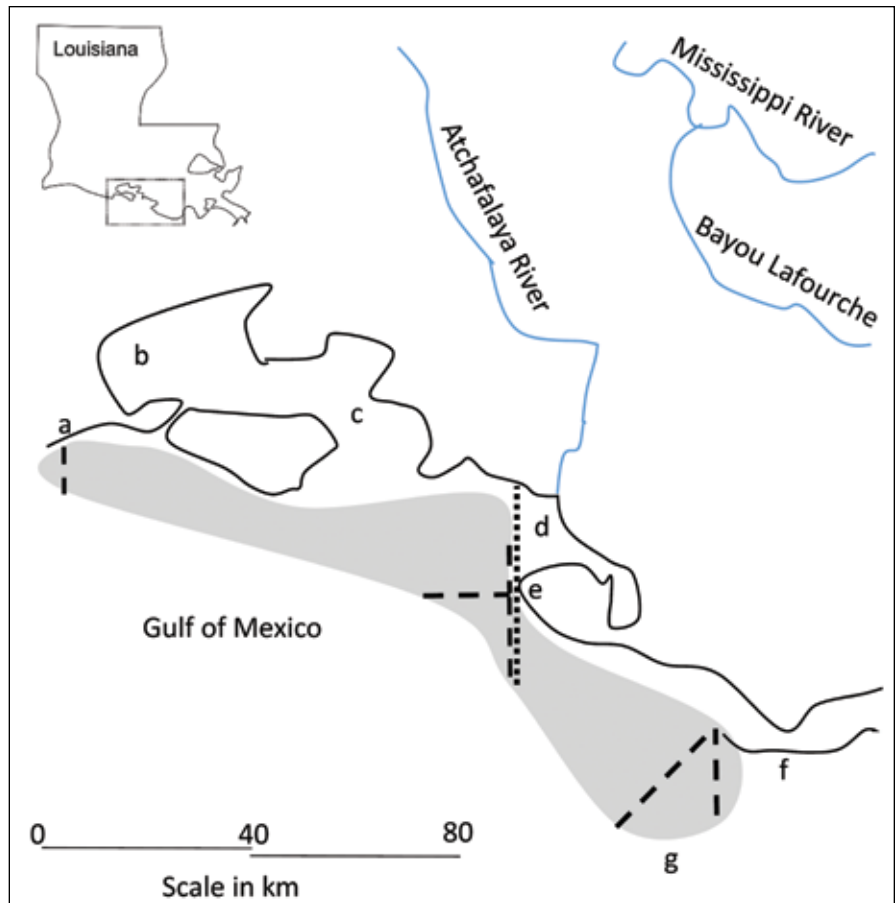 Louisiana
Mississippi River
Atchafalaya River
Bayou Lafourche
b
a
c
d
e
Gulf of Mexico
f
g
0
40
80
Scale in km